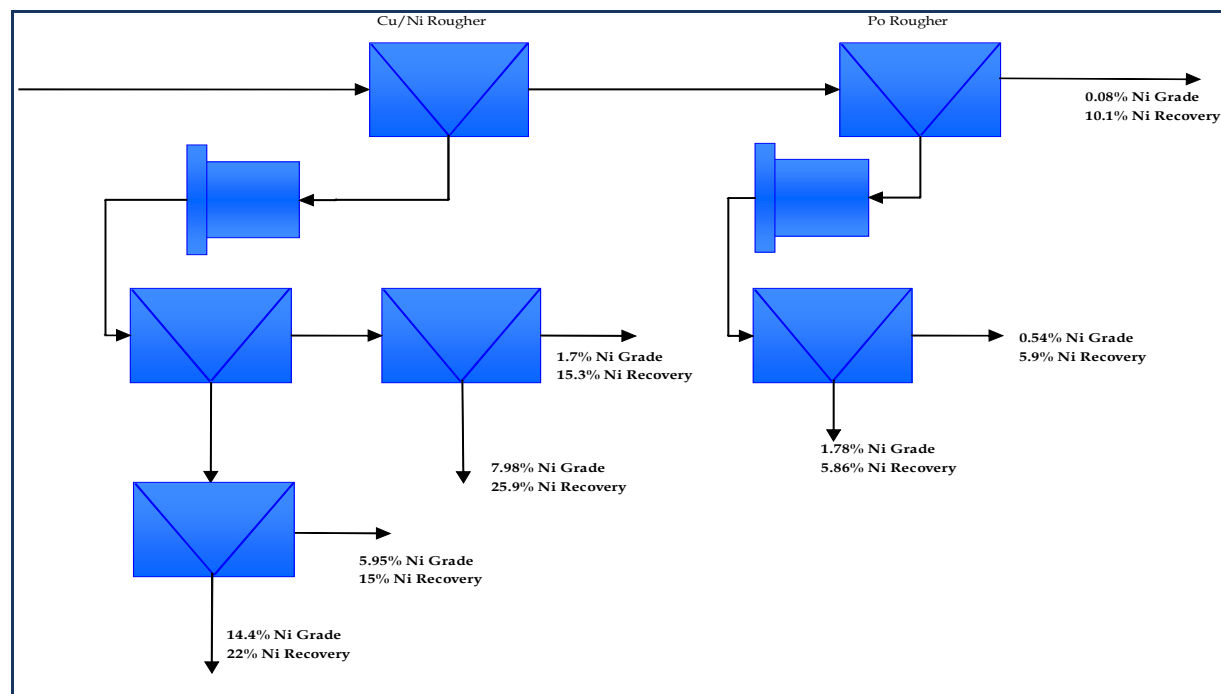 Cu/Ni Rougher
Po Rougher
0.08% Ni Grade
10.1% Ni Recovery
1.7% Ni Grade
15.3% Ni Recovery
0.54% Ni Grade
5.9% Ni Recovery
7.98% Ni Grade
25.9% Ni Recovery
1.78% Ni Grade
5.86% Ni Recovery
5.95% Ni Grade
15% Ni Recovery
14.4% Ni Grade
22% Ni Recovery